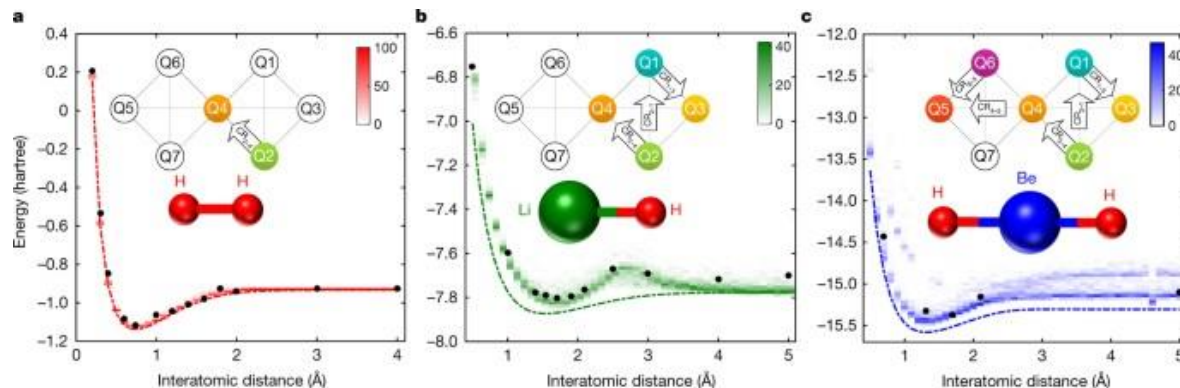 a
0.4
0.2
0
−0.2
−0.4
−0.6
−0.8
−1.0
−1.2
Energy (hartree)
0 1 2 3 4
Interatomic distance (Å)
100
50
0
Q6 Q1
Q5 Q4 Q3
Q7 Q2
H H
b
−6.6
−6.8
−7.0
−7.2
−7.4
−7.6
−7.8
−8.0
1 2 3 4 5
Interatomic distance (Å)
40
20
0
Q6 Q1
Q5 Q4 Q3
Q7 Q2
Li H
c
−12.5
−13.0
−13.5
−14.0
−14.5
−15.0
−15.5
1 2 3 4 5
Interatomic distance (Å)
40
20
0
Q6 Q1
Q5 Q4 Q3
Q7 Q2
H Be H